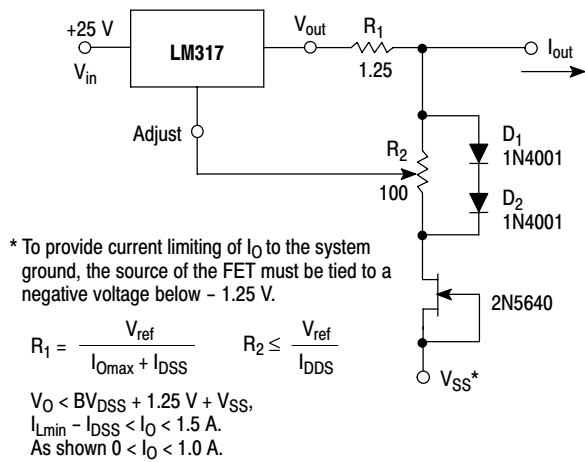 +25 V
V_in
LM317
V_out
R_1
1.25
I_out
Adjust
R_2
100
D_1
1N4001
D_2
1N4001
* To provide current limiting of I_O to the system
ground, the source of the FET must be tied to a
negative voltage below – 1.25 V.
2N5640
R_1 = V_ref / (I_Omax + I_DSS)
R_2 ≤ V_ref / I_DDS
V_SS*
V_O < BV_DSS + 1.25 V + V_SS,
I_Lmin – I_DSS < I_O < 1.5 A.
As shown 0 < I_O < 1.0 A.